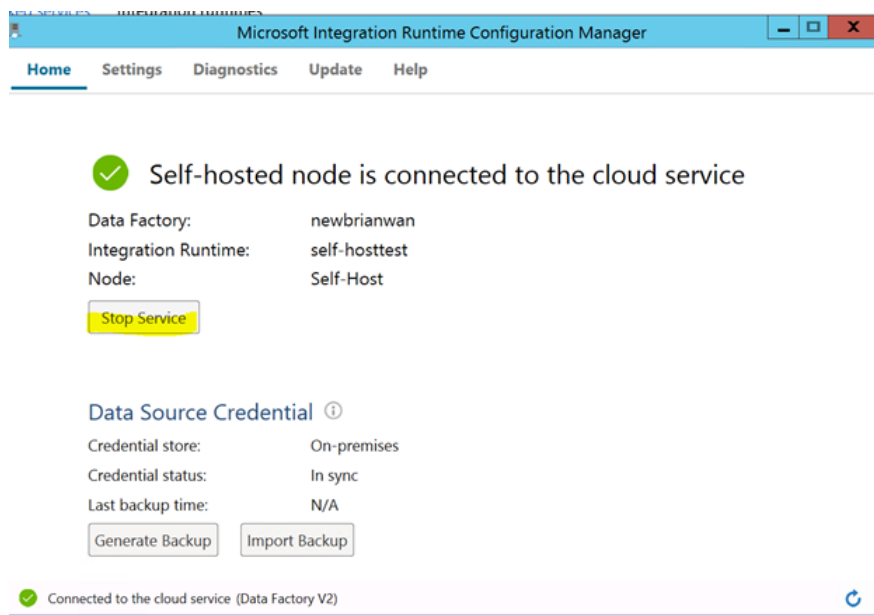 Microsoft Integration Runtime Configuration Manager
Home Settings Diagnostics Update Help
Self-hosted node is connected to the cloud service
Data Factory: newbrianwan
Integration Runtime: self-hosttest
Node: Self-Host
Stop Service
Data Source Credential
Credential store: On-premises
Credential status: In sync
Last backup time: N/A
Generate Backup Import Backup
Connected to the cloud service (Data Factory V2)